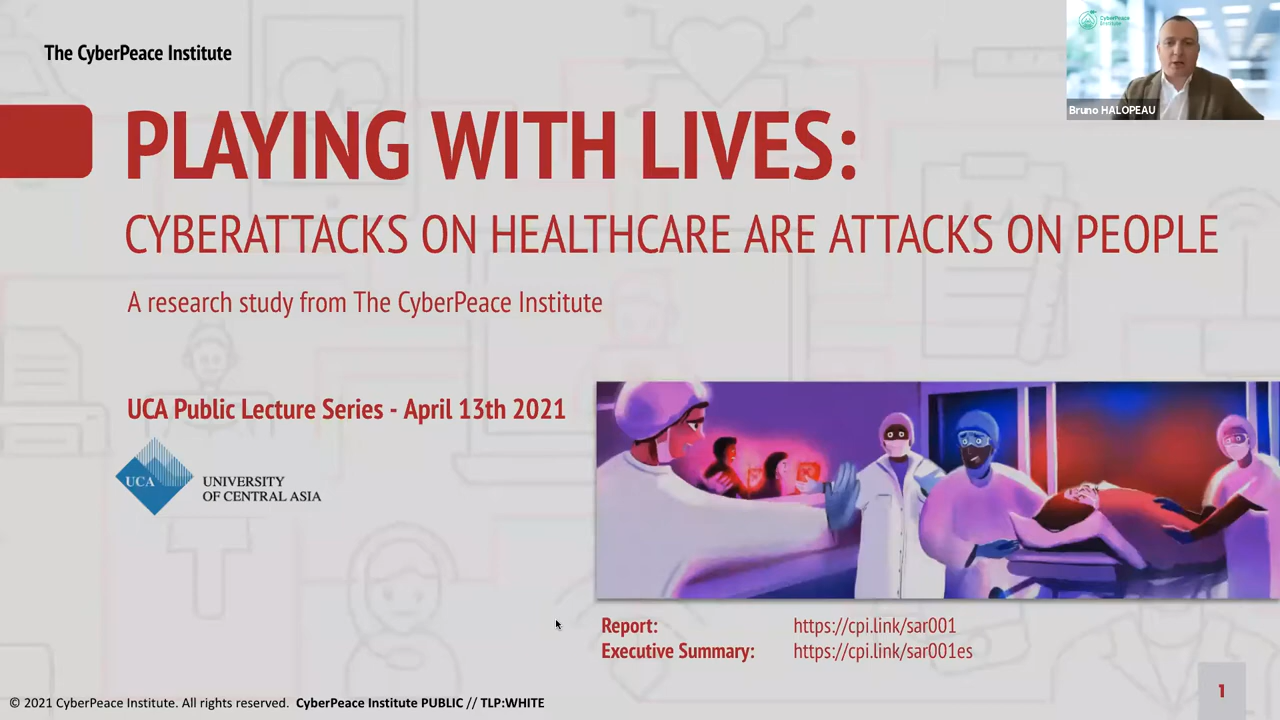 The CyberPeace Institute
CyberPeace
Institute
Bruno HALOPEAU
PLAYING WITH LIVES:
CYBERATTACKS ON HEALTHCARE ARE ATTACKS ON PEOPLE
A research study from The CyberPeace Institute
UCA Public Lecture Series - April 13th 2021
UCA
UNIVERSITY
OF CENTRAL ASIA
Report: https://cpi.link/sar001
Executive Summary: https://cpi.link/sar001es
© 2021 CyberPeace Institute. All rights reserved. CyberPeace Institute PUBLIC // TLP:WHITE
1